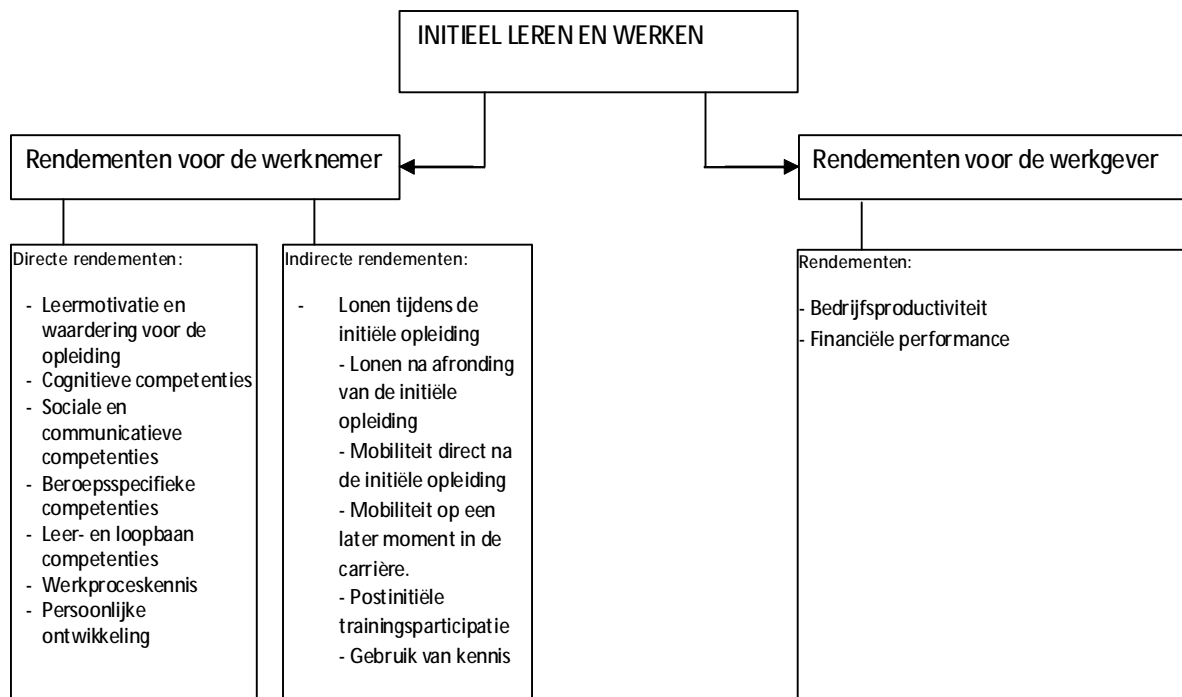 INITIEEL LEREN EN WERKEN
Rendementen voor de werknemer
Rendementen voor de werkgever
Directe rendementen:
- Leermotivatie en
waardering voor de
opleiding
- Cognitieve competenties
- Sociale en
communicatieve
competenties
- Beroepsspecifieke
competenties
- Leer- en loopbaan
competenties
- Werkproceskennis
- Persoonlijke
ontwikkeling
Indirecte rendementen:
- Lonen tijdens de
initiële opleiding
- Lonen na afronding
van de initiële
opleiding
- Mobiliteit direct na
de initiële opleiding
- Mobiliteit op een
later moment in de
carrière.
- Postinitiële
trainingsparticipatie
- Gebruik van kennis
Rendementen:
- Bedrijfsproductiviteit
- Financiële performance